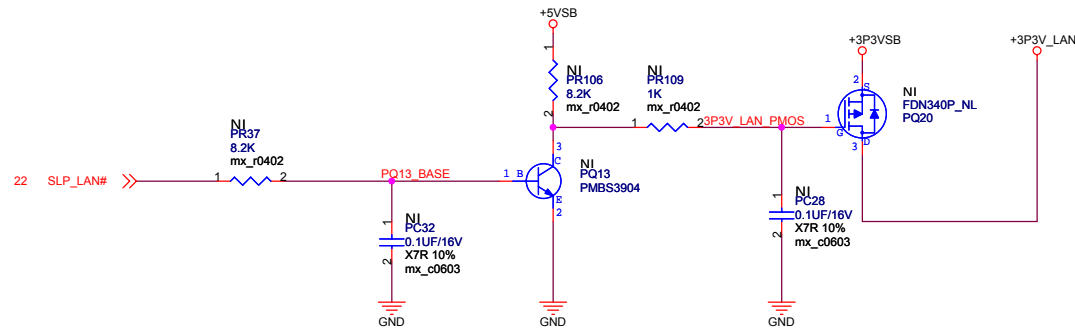 +5VSB
+3P3VSB
+3P3V_LAN
1
NI
PR106
8.2K
mx_r0402
2
NI
PR109
1K
mx_r0402
1
2
3P3V_LAN_PMOS
2
S
1
G
3
D
NI
FDN340P_NL
PQ20
NI
PR37
8.2K
mx_r0402
22
SLP_LAN#
1
2
PQ13_BASE
1
B
3
C
E
2
NI
PQ13
PMBS3904
1
NI
PC32
0.1UF/16V
X7R 10%
mx_c0603
2
1
NI
PC28
0.1UF/16V
X7R 10%
mx_c0603
2
GND
GND
GND